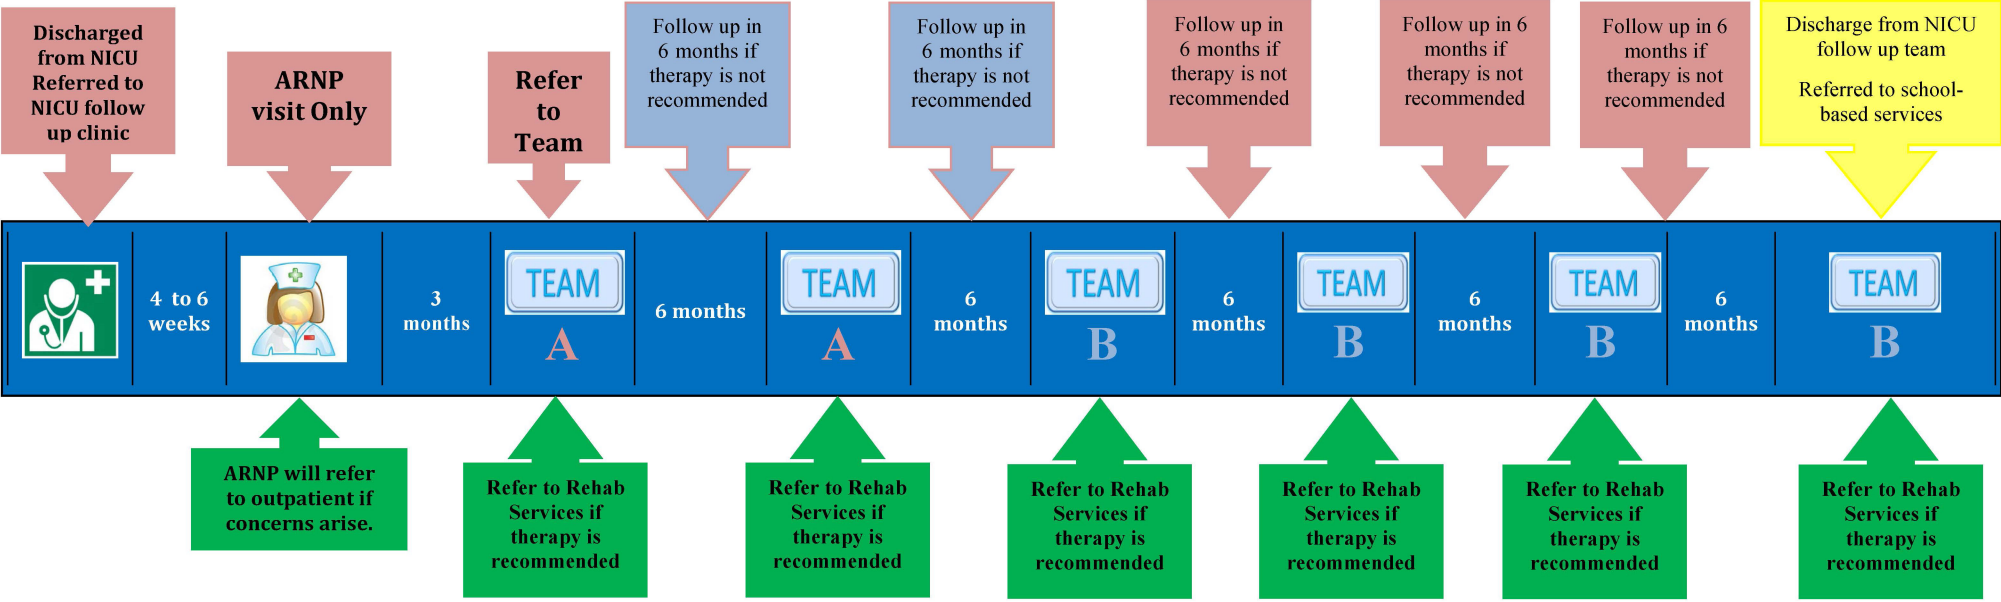 Discharged
from NICU
Referred to
NICU follow
up clinic
ARNP
visit Only
Refer
to
Team
Follow up in
6 months if
therapy is not
recommended
Follow up in
6 months if
therapy is not
recommended
Follow up in
6 months if
therapy is not
recommended
Follow up in 6
months if
therapy is not
recommended
Follow up in 6
months if
therapy is not
recommended
Discharge from NICU
follow up team
Referred to school-
based services
4 to 6
weeks
3
months
TEAM
A
6 months
TEAM
A
6
months
TEAM
B
6
months
TEAM
B
6
months
TEAM
B
6
months
TEAM
B
ARNP will refer
to outpatient if
concerns arise.
Refer to Rehab
Services if
therapy is
recommended
Refer to Rehab
Services if
therapy is
recommended
Refer to Rehab
Services if
therapy is
recommended
Refer to Rehab
Services if
therapy is
recommended
Refer to Rehab
Services if
therapy is
recommended
Refer to Rehab
Services if
therapy is
recommended